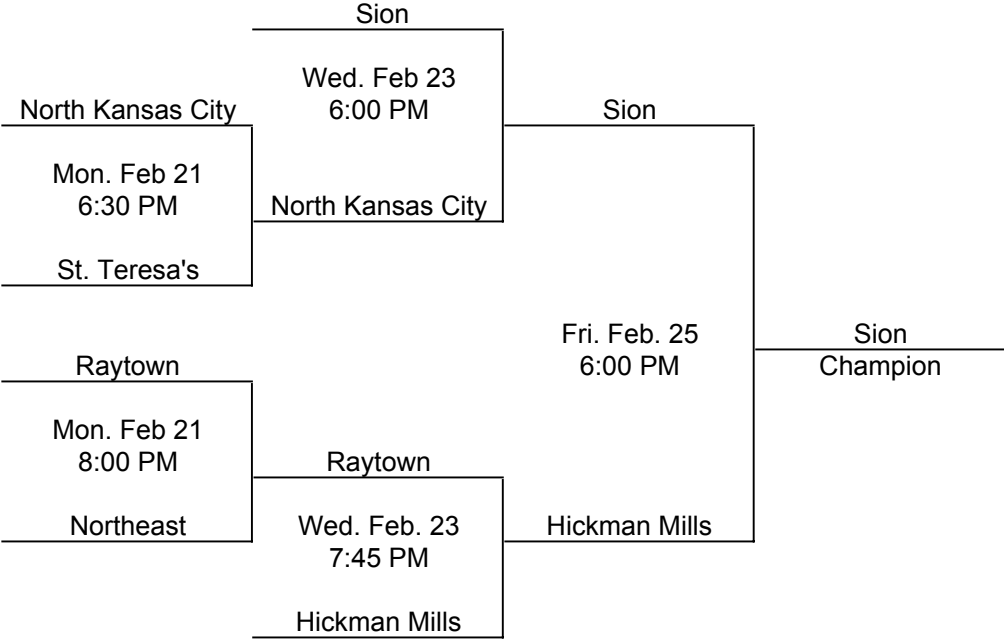 Sion
Wed. Feb 23
6:00 PM
North Kansas City
Sion
Mon. Feb 21
6:30 PM
North Kansas City
St. Teresa's
Fri. Feb. 25
6:00 PM
Sion
Champion
Raytown
Mon. Feb 21
8:00 PM
Raytown
Northeast
Wed. Feb. 23
7:45 PM
Hickman Mills
Hickman Mills